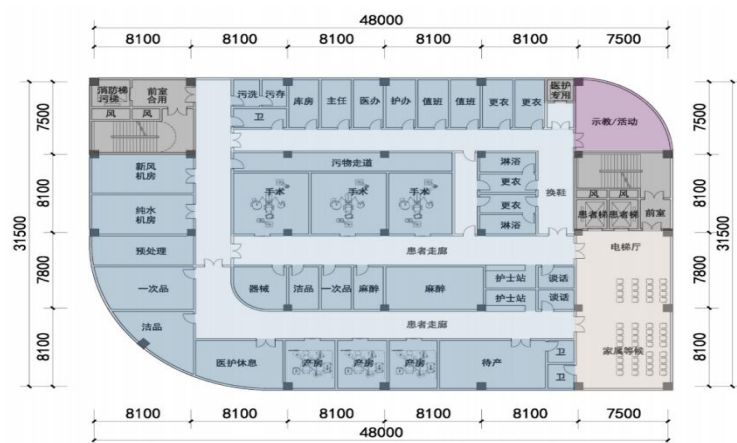 48000
8100 8100 8100 8100 8100 7500
消防梯
污梯
前室
合用
风 风
污洗 污存
卫
库房 主任 医办 护办 值班 值班 更衣 更衣
医护
专用
示教/活动
7500 8100 7800 8100
31500
7500 8100 7800 8100
31500
新风
机房
污物走道
淋浴
更衣
更衣
淋浴
换鞋
风 风
患者梯 患者梯 前室
手术 手术 手术
纯水
机房
预处理
患者走廊
电梯厅
一次品
器械 洁品 一次品 麻醉 麻醉
护士站 谈话
护士站 谈话
洁品
患者走廊
家属等候
医护休息 产房 产房 产房 待产
卫
卫
8100 8100 8100 8100 8100 7500
48000